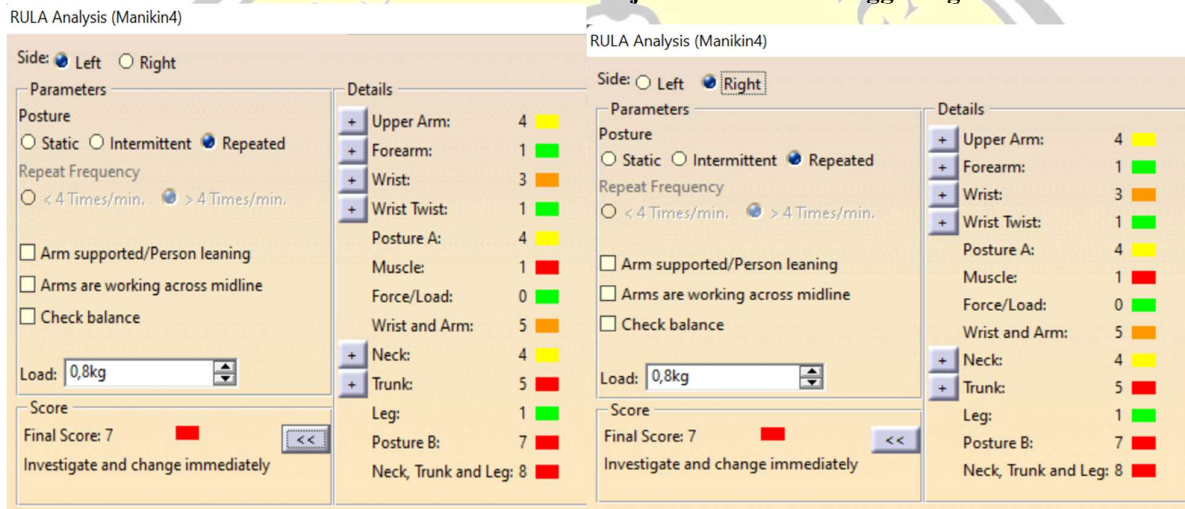 RULA Analysis (Manikin4)
Side: Left Right
Parameters
Posture
Static Intermittent Repeated
Repeat Frequency
< 4 Times/min. > 4 Times/min.
Arm supported/Person leaning
Arms are working across midline
Check balance
Load: 0,8kg
Score
Final Score: 7
<<
Investigate and change immediately
Details
+ Upper Arm: 4
+ Forearm: 1
+ Wrist: 3
+ Wrist Twist: 1
Posture A: 4
Muscle: 1
Force/Load: 0
Wrist and Arm: 5
+ Neck: 4
+ Trunk: 5
Leg: 1
Posture B: 7
Neck, Trunk and Leg: 8
RULA Analysis (Manikin4)
Side: Left Right
Parameters
Posture
Static Intermittent Repeated
Repeat Frequency
< 4 Times/min. > 4 Times/min.
Arm supported/Person leaning
Arms are working across midline
Check balance
Load: 0,8kg
Score
Final Score: 7
<<
Investigate and change immediately
Details
+ Upper Arm: 4
+ Forearm: 1
+ Wrist: 3
+ Wrist Twist: 1
Posture A: 4
Muscle: 1
Force/Load: 0
Wrist and Arm: 5
+ Neck: 4
+ Trunk: 5
Leg: 1
Posture B: 7
Neck, Trunk and Leg: 8